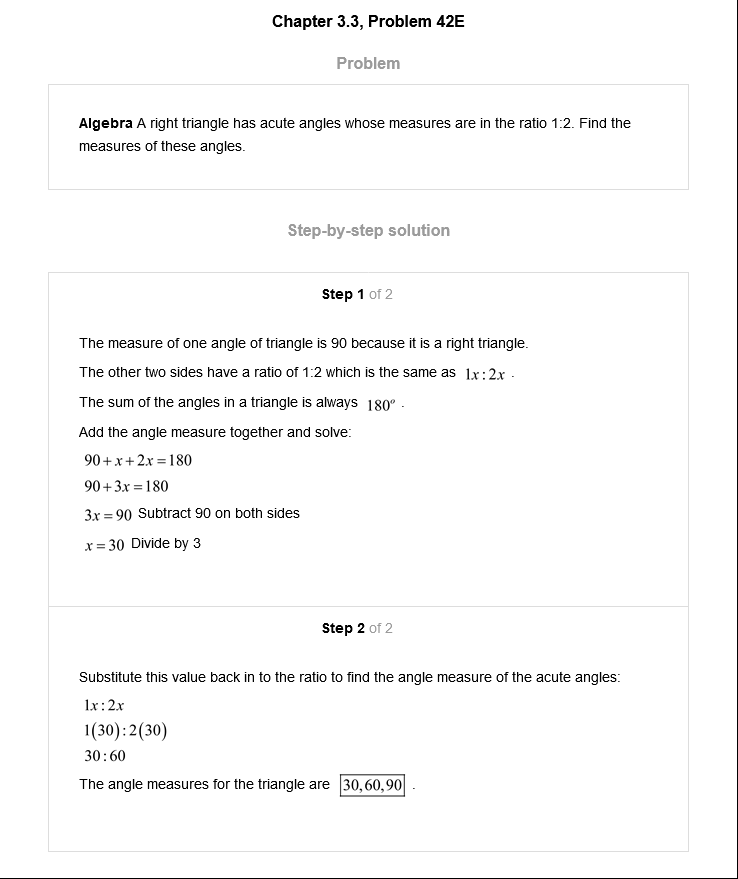 Chapter 3.3, Problem 42E
Problem
Algebra A right triangle has acute angles whose measures are in the ratio 1:2. Find the
measures of these angles.
Step-by-step solution
Step 1 of 2
The measure of one angle of triangle is 90 because it is a right triangle.
The other two sides have a ratio of 1:2 which is the same as 1x:2x .
The sum of the angles in a triangle is always 180° .
Add the angle measure together and solve:
90+x+2x=180
90+3x=180
3x=90 Subtract 90 on both sides
x=30 Divide by 3
Step 2 of 2
Substitute this value back in to the ratio to find the angle measure of the acute angles:
1x:2x
1(30):2(30)
30:60
The angle measures for the triangle are 30,60,90 .